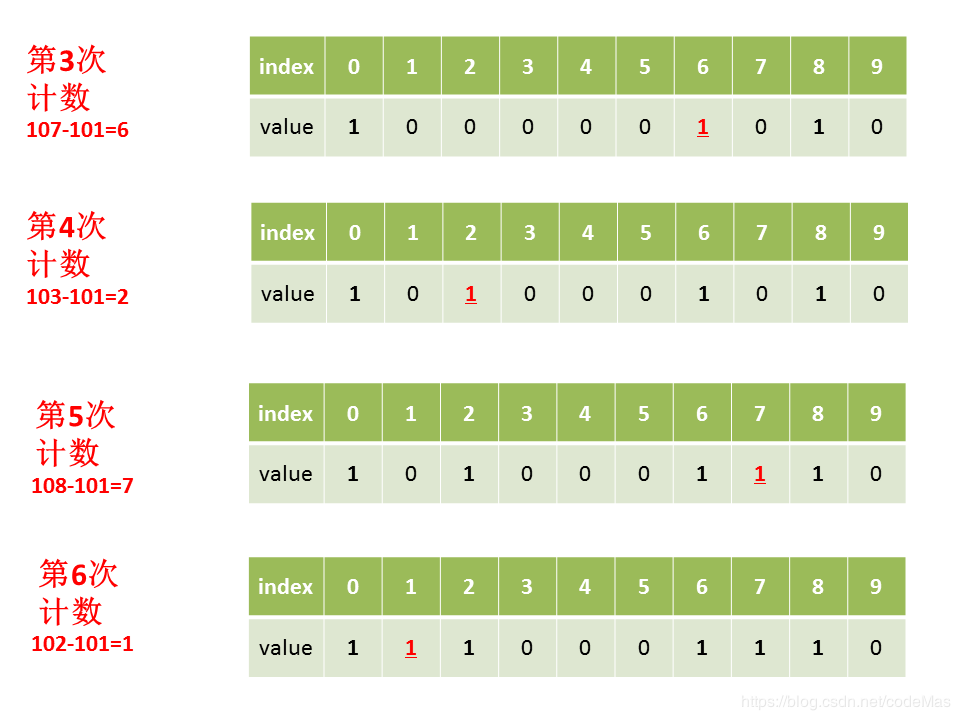 第3次
计数
107-101=6
index 0 1 2 3 4 5 6 7 8 9
value 1 0 0 0 0 0 1 0 1 0
第4次
计数
103-101=2
index 0 1 2 3 4 5 6 7 8 9
value 1 0 1 0 0 0 1 0 1 0
第5次
计数
108-101=7
index 0 1 2 3 4 5 6 7 8 9
value 1 0 1 0 0 0 1 1 1 0
第6次
计数
102-101=1
index 0 1 2 3 4 5 6 7 8 9
value 1 1 1 0 0 0 1 1 1 0
https://blog.csdn.net/codeMas